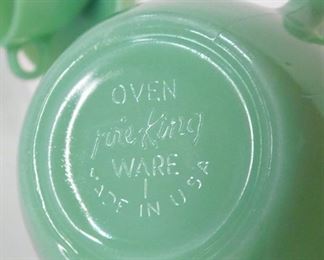 OVEN
Fire King
WARE
1
MADE IN USA